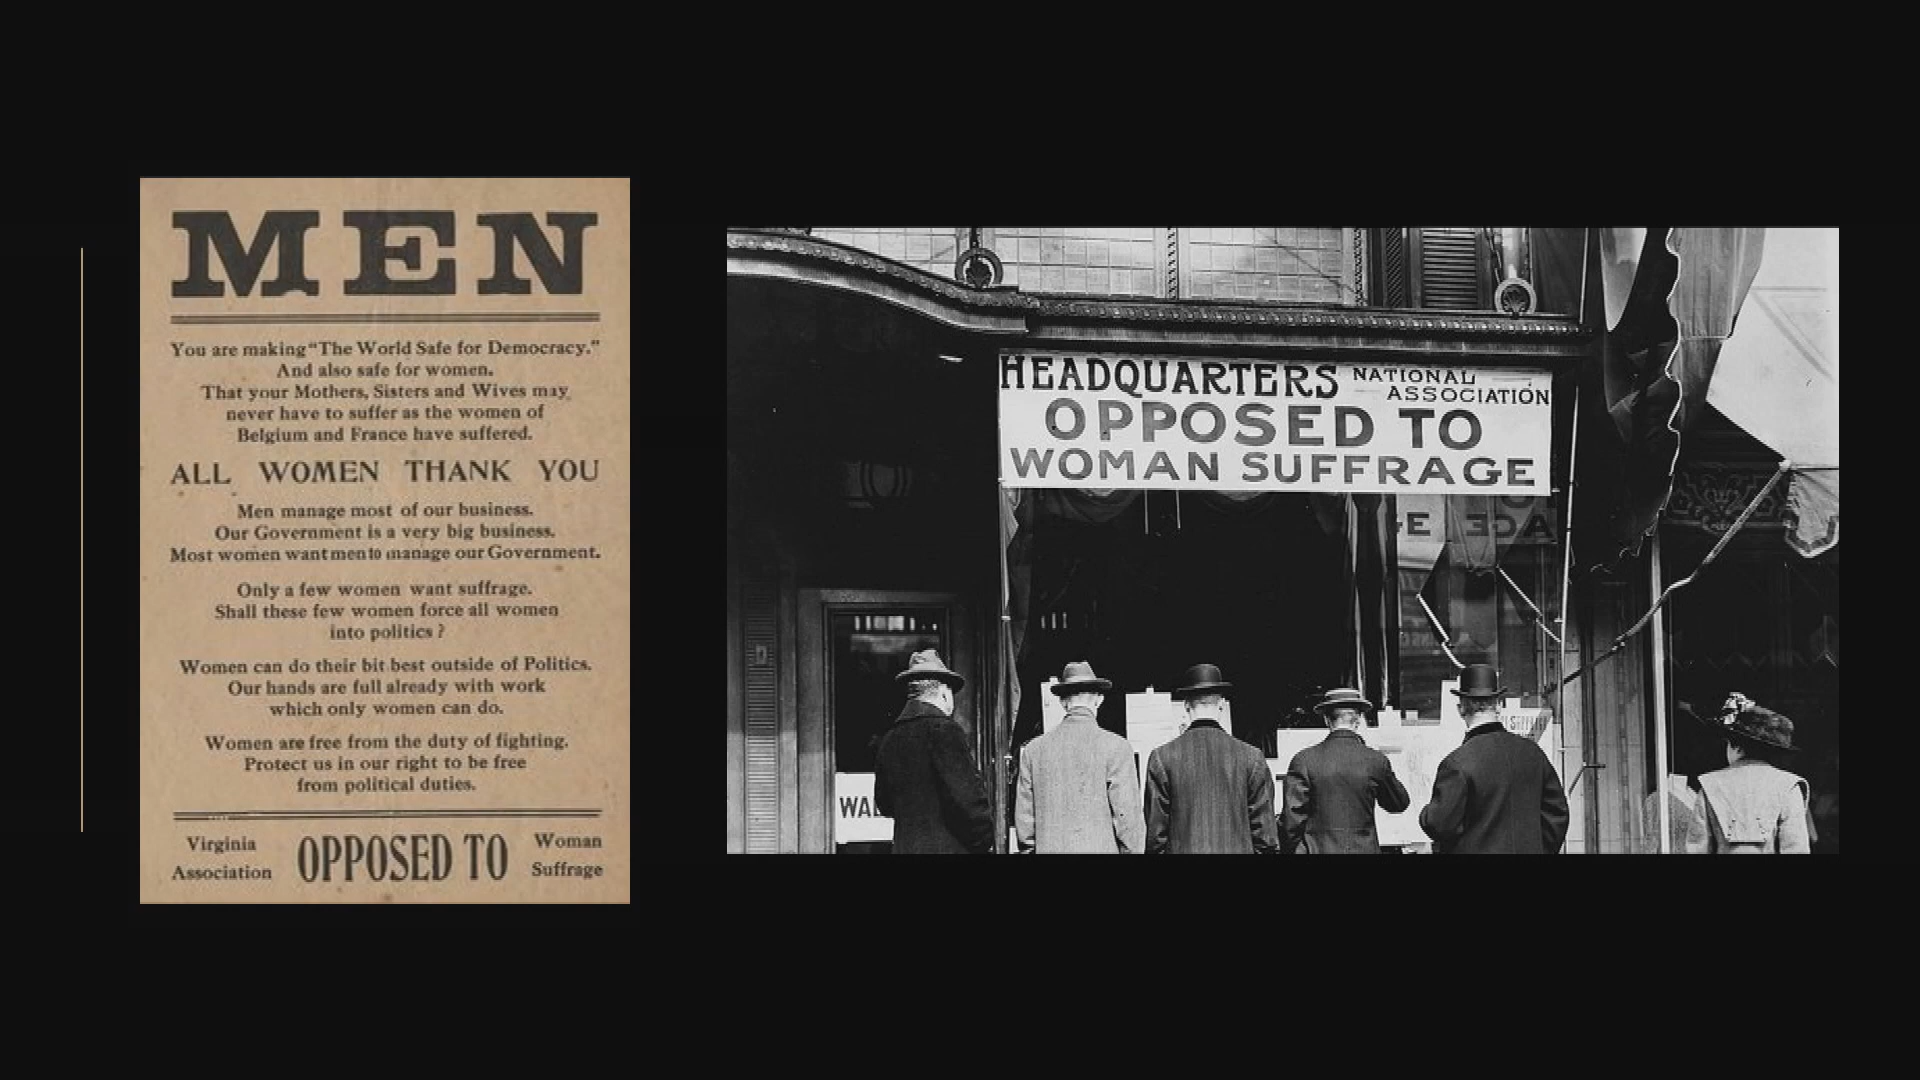 MEN
You are making "The World Safe for Democracy."
And also safe for women.
That your Mothers, Sisters and Wives may
never have to suffer as the women of
Belgium and France have suffered.
ALL WOMEN THANK YOU
Men manage most of our business.
Our Government is a very big business.
Most women want men to manage our Government.
Only a few women want suffrage.
Shall these few women force all women
into politics?
Women can do their bit best outside of Politics.
Our hands are full already with work
which only women can do.
Women are free from the duty of fighting.
Protect us in our right to be free
from political duties.
Virginia
Association
OPPOSED TO
Woman
Suffrage
HEADQUARTERS NATIONAL
ASSOCIATION
OPPOSED TO
WOMAN SUFFRAGE